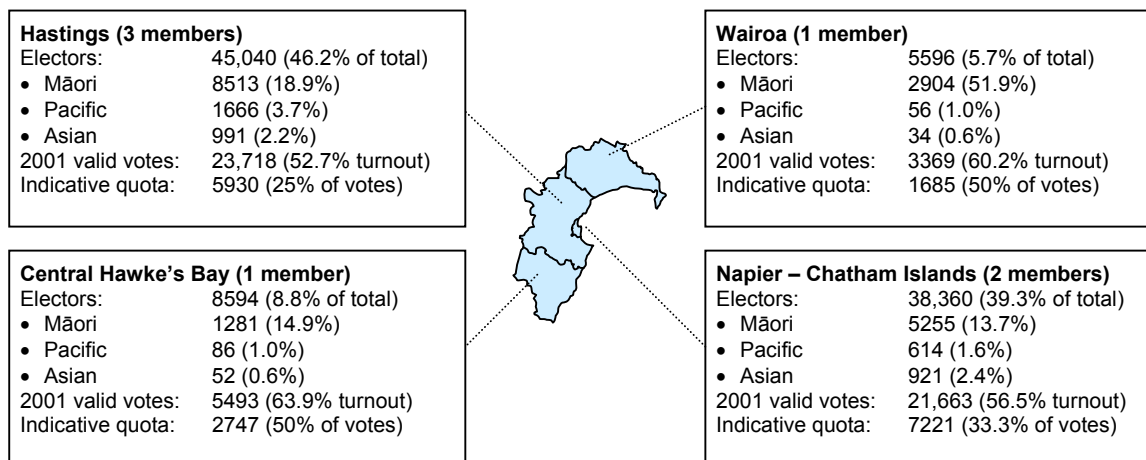 Hastings (3 members)
Electors: 45,040 (46.2% of total)
• Māori 8513 (18.9%)
• Pacific 1666 (3.7%)
• Asian 991 (2.2%)
2001 valid votes: 23,718 (52.7% turnout)
Indicative quota: 5930 (25% of votes)
Wairoa (1 member)
Electors: 5596 (5.7% of total)
• Māori 2904 (51.9%)
• Pacific 56 (1.0%)
• Asian 34 (0.6%)
2001 valid votes: 3369 (60.2% turnout)
Indicative quota: 1685 (50% of votes)
Central Hawke's Bay (1 member)
Electors: 8594 (8.8% of total)
• Māori 1281 (14.9%)
• Pacific 86 (1.0%)
• Asian 52 (0.6%)
2001 valid votes: 5493 (63.9% turnout)
Indicative quota: 2747 (50% of votes)
Napier – Chatham Islands (2 members)
Electors: 38,360 (39.3% of total)
• Māori 5255 (13.7%)
• Pacific 614 (1.6%)
• Asian 921 (2.4%)
2001 valid votes: 21,663 (56.5% turnout)
Indicative quota: 7221 (33.3% of votes)